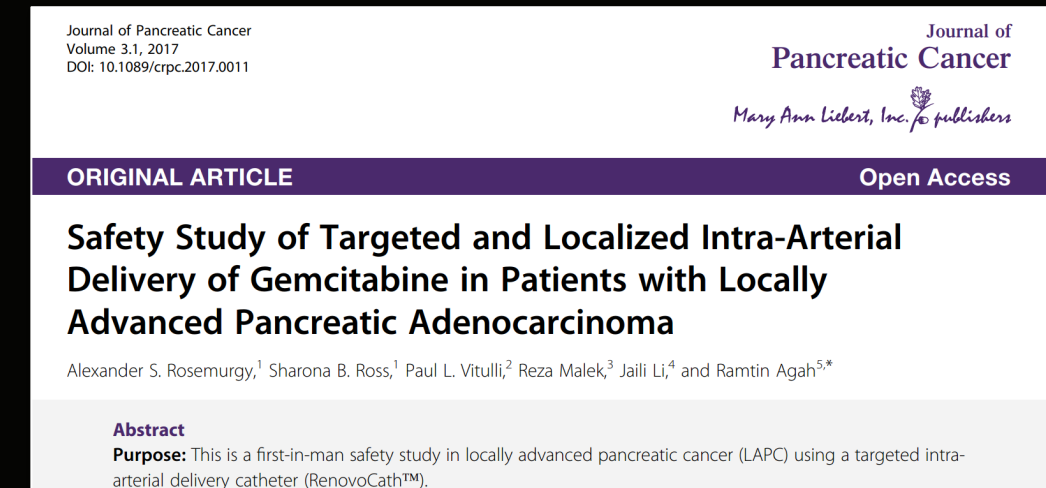 Journal of Pancreatic Cancer
Volume 3.1, 2017
DOI: 10.1089/crpc.2017.0011
Journal of
Pancreatic Cancer
Mary Ann Liebert, Inc. publishers
ORIGINAL ARTICLE
Open Access
Safety Study of Targeted and Localized Intra-Arterial
Delivery of Gemcitabine in Patients with Locally
Advanced Pancreatic Adenocarcinoma
Alexander S. Rosemurgy,¹ Sharona B. Ross,¹ Paul L. Vitulli,² Reza Malek,³ Jaili Li,⁴ and Ramtin Agah⁵,*
Abstract
Purpose: This is a first-in-man safety study in locally advanced pancreatic cancer (LAPC) using a targeted intra-
arterial delivery catheter (RenovoCath™).